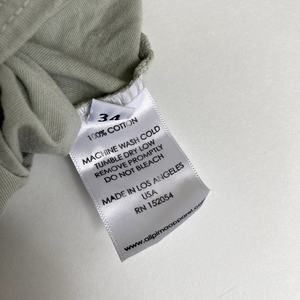 34
100% COTTON
MACHINE WASH COLD
TUMBLE DRY LOW
REMOVE PROMPTLY
DO NOT BLEACH
MADE IN LOS ANGELES
USA
RN 152054